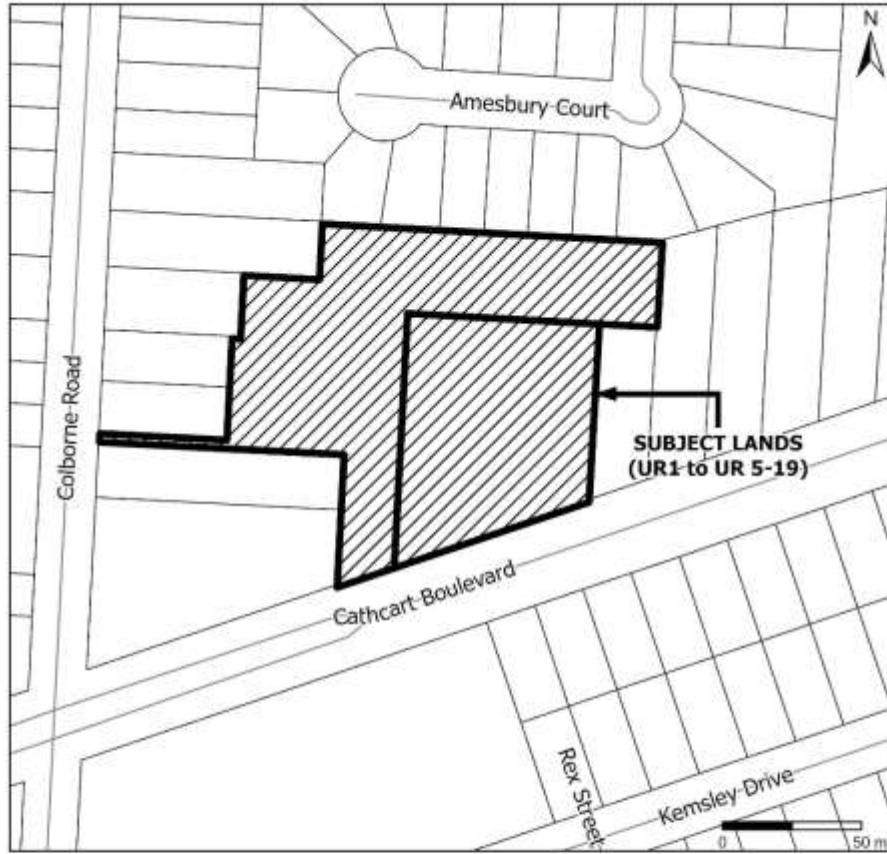 N
Amesbury Court
Colborne Road
SUBJECT LANDS
(UR1 to UR 5-19)
Cathcart Boulevard
Rex Street
Kemsley Drive
0 50 m